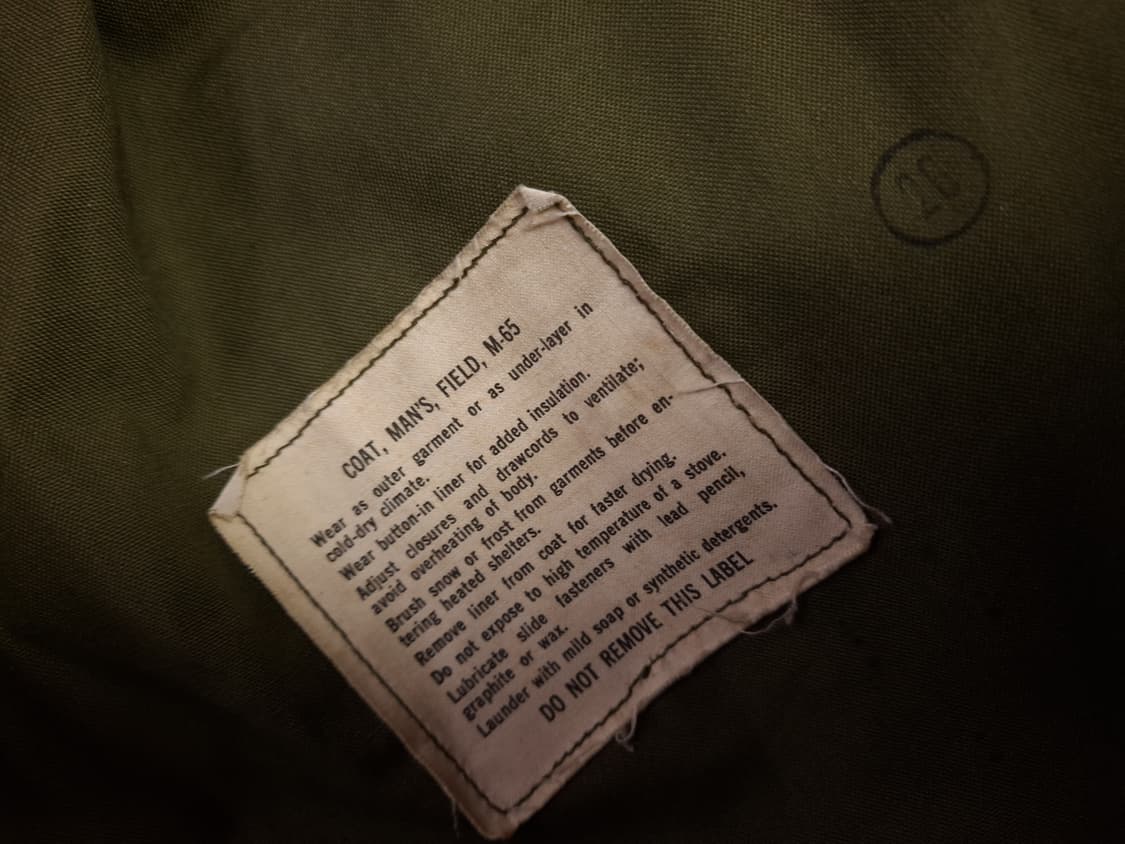 COAT, MAN'S, FIELD, M-65
Wear as outer garment or as under-layer in
cold-dry climate.
Wear button-in liner for added insulation.
Adjust closures and drawcords to ventilate;
avoid overheating of body.
Brush snow or frost from garments before en-
tering heated shelters.
Remove liner from coat for faster drying.
Do not expose to high temperature of a stove.
Lubricate slide fasteners with lead pencil,
graphite or wax.
Launder with mild soap or synthetic detergents.
DO NOT REMOVE THIS LABEL